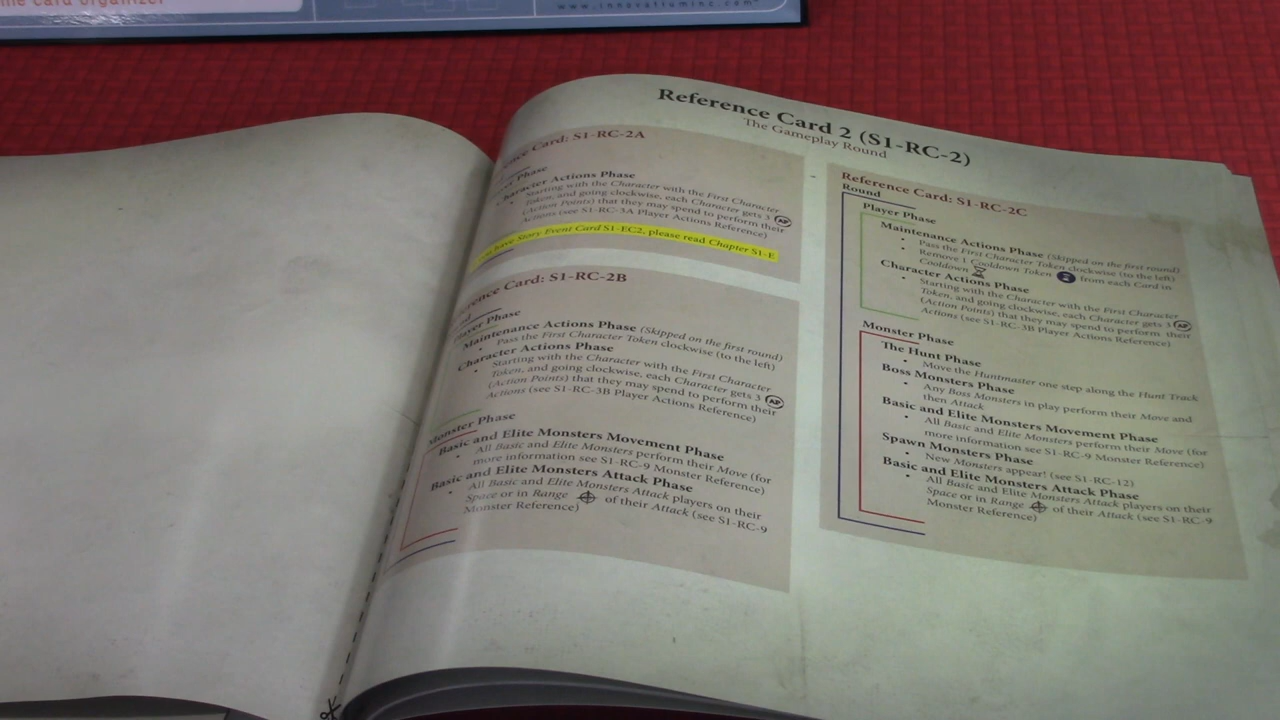 me card organizer
www.innovatiuminc.com
Reference Card 2 (S1-RC-2)
The Gameplay Round
Card: S1-RC-2A
Phase
Character Actions Phase
• Starting with the Character with the First Character
Token, and going clockwise, each Character gets 3 AP
(Action Points) that they may spend to perform their
Actions (see S1-RC-3A Player Actions Reference)
have Story Event Card S1-EC2, please read Chapter S1-E
Card: S1-RC-2B
Player Phase
Maintenance Actions Phase (Skipped on the first round)
• Pass the First Character Token clockwise (to the left)
Character Actions Phase
• Starting with the Character with the First Character
Token, and going clockwise, each Character gets 3 AP
(Action Points) that they may spend to perform their
Actions (see S1-RC-3B Player Actions Reference)
Monster Phase
Basic and Elite Monsters Movement Phase
• All Basic and Elite Monsters perform their Move (for
more information see S1-RC-9 Monster Reference)
Basic and Elite Monsters Attack Phase
• All Basic and Elite Monsters Attack players on their
Space or in Range of their Attack (see S1-RC-9
Monster Reference)
Reference Card: S1-RC-2C
Round
Player Phase
Maintenance Actions Phase (Skipped on the first round)
• Pass the First Character Token clockwise (to the left)
• Remove 1 Cooldown Token from each Card in
Cooldown
Character Actions Phase
• Starting with the Character with the First Character
Token, and going clockwise, each Character gets 3 AP
(Action Points) that they may spend to perform their
Actions (see S1-RC-3B Player Actions Reference)
Monster Phase
The Hunt Phase
• Move the Huntmaster one step along the Hunt Track
Boss Monsters Phase
• Any Boss Monsters in play perform their Move and
then Attack
Basic and Elite Monsters Movement Phase
• All Basic and Elite Monsters perform their Move (for
more information see S1-RC-9 Monster Reference)
Spawn Monsters Phase
• New Monsters appear! (see S1-RC-12)
Basic and Elite Monsters Attack Phase
• All Basic and Elite Monsters Attack players on their
Space or in Range of their Attack (see S1-RC-9
Monster Reference)